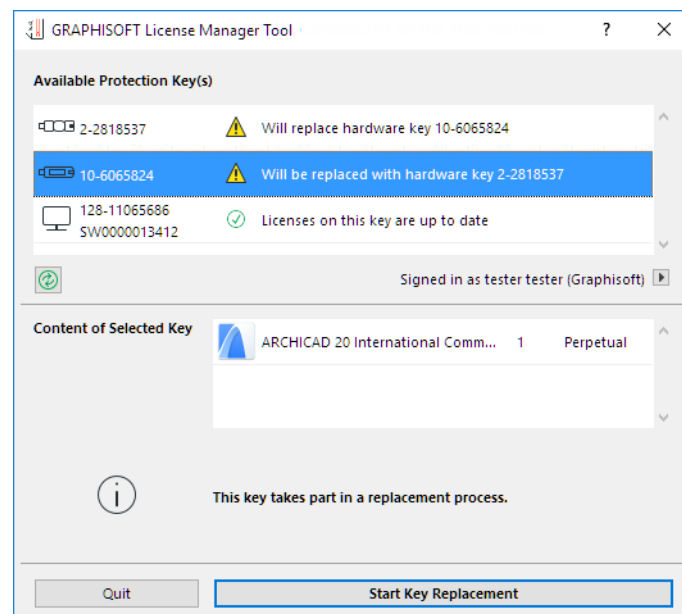 GRAPHISOFT License Manager Tool ?
Available Protection Key(s)
2-2818537 Will replace hardware key 10-6065824
10-6065824 Will be replaced with hardware key 2-2818537
128-11065686
SW0000013412 Licenses on this key are up to date
Signed in as tester tester (Graphisoft)
Content of Selected Key ARCHICAD 20 International Comm... 1 Perpetual
This key takes part in a replacement process.
Quit Start Key Replacement